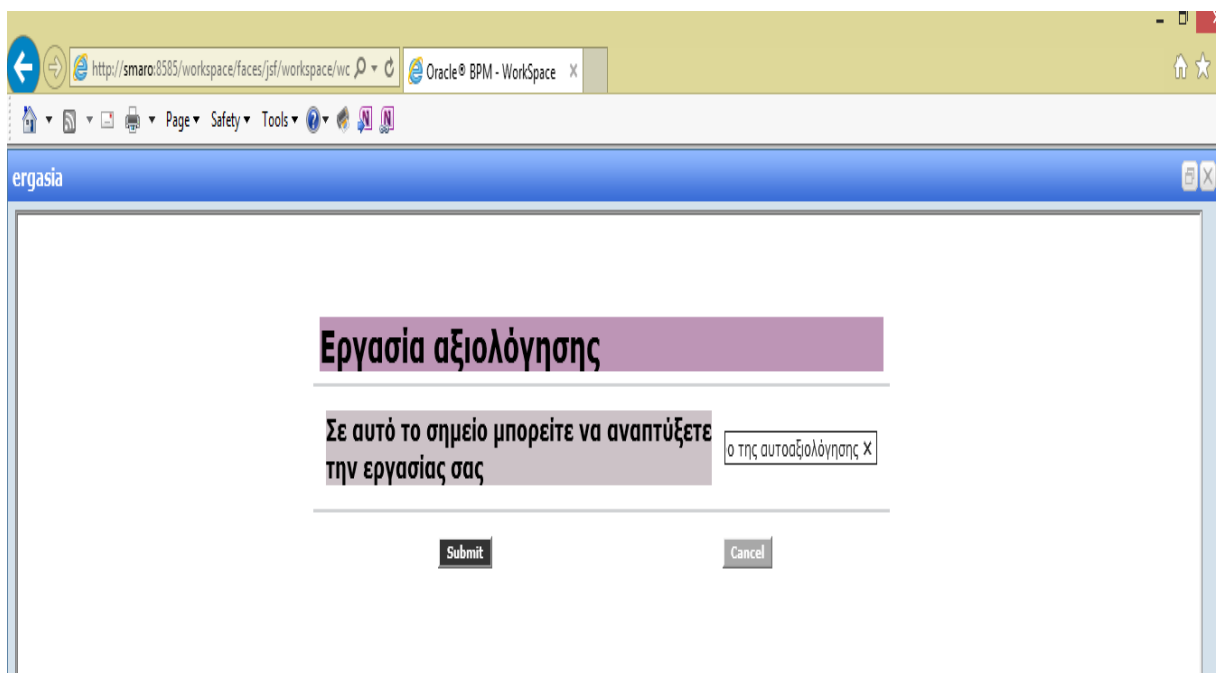 http://smaro:8585/workspace/faces/jsf/workspace/wc
Oracle® BPM - WorkSpace
Page Safety Tools
ergasia
Εργασία αξιολόγησης
Σε αυτό το σημείο μπορείτε να αναπτύξετε
την εργασίας σας
ο της αυτοαξιολόγησης
Submit Cancel